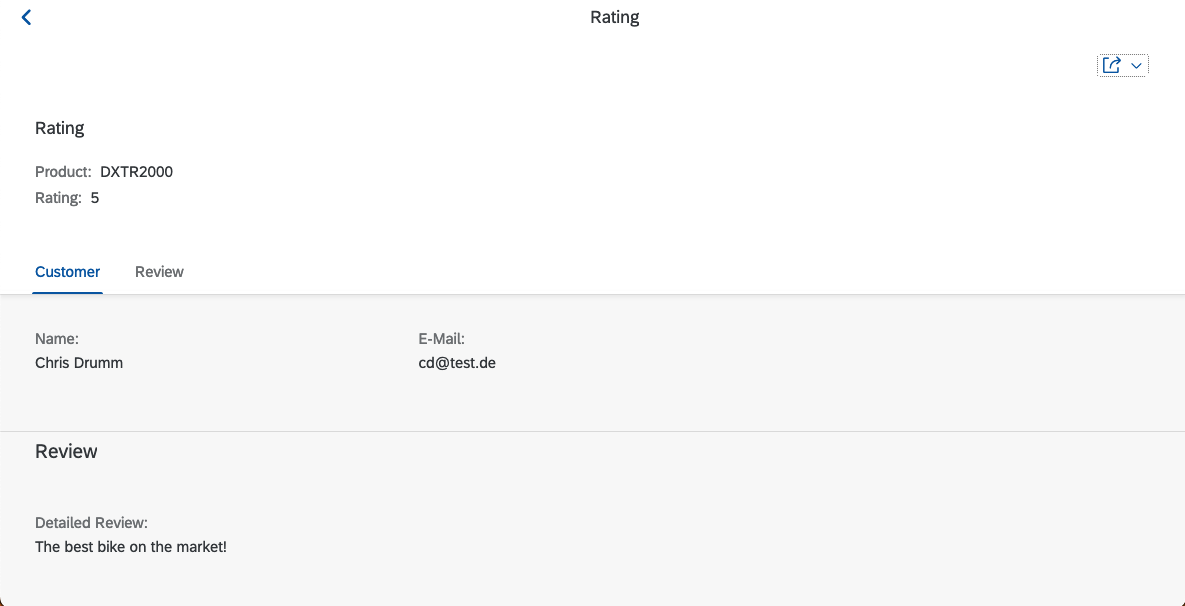 Rating
Rating
Product: DXTR2000
Rating: 5
Customer Review
Name: E-Mail:
Chris Drumm cd@test.de
Review
Detailed Review:
The best bike on the market!